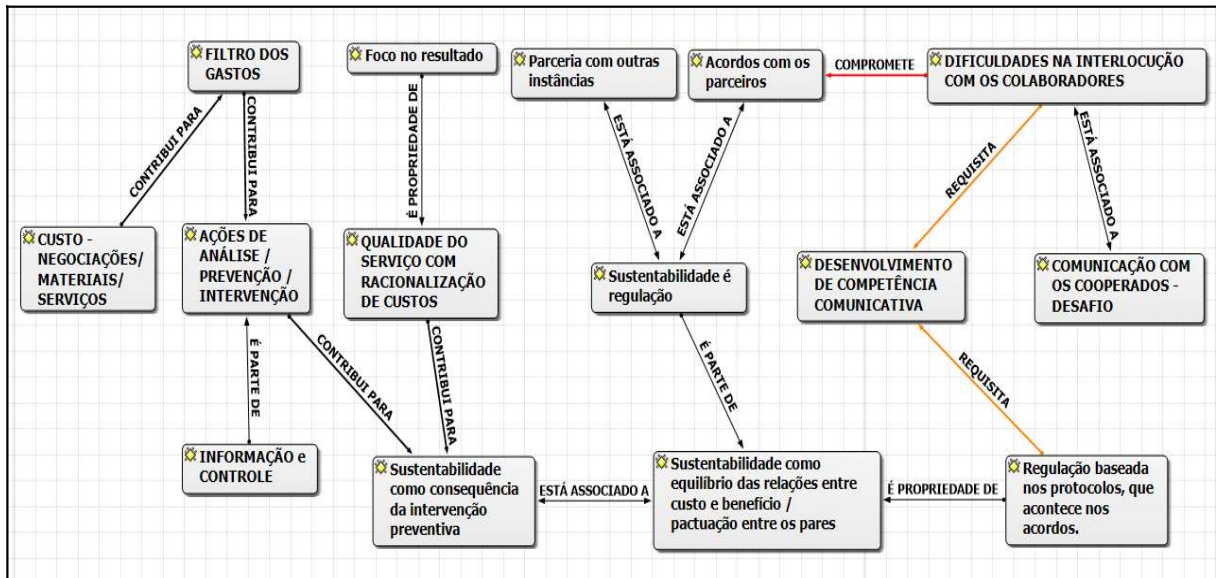 FILTRO DOS
GASTOS
Foco no resultado
Parceria com outras
instâncias
Acordos com os
parceiros
COMPROMETE
DIFICULDADES NA INTERLOCUÇÃO
COM OS COLABORADORES
CONTRIBUI PARA
CONTRIBUI PARA
É PROPRIEDADE DE
ESTÁ ASSOCIADO A
ESTÁ ASSOCIADO A
REQUISITA
ESTÁ ASSOCIADO A
CUSTO -
NEGOCIAÇÕES/
MATERIAIS/
SERVIÇOS
AÇÕES DE
ANÁLISE /
PREVENÇÃO /
INTERVENÇÃO
QUALIDADE DO
SERVIÇO COM
RACIONALIZAÇÃO
DE CUSTOS
Sustentabilidade é
regulação
DESENVOLVIMENTO
DE COMPETÊNCIA
COMUNICATIVA
COMUNICAÇÃO COM
OS COOPERADOS -
DESAFIO
É PARTE DE
CONTRIBUI PARA
CONTRIBUI PARA
É PARTE DE
REQUISITA
INFORMAÇÃO e
CONTROLE
Sustentabilidade
como consequência
da intervenção
preventiva
ESTÁ ASSOCIADO A
Sustentabilidade como
equilíbrio das relações entre
custo e benefício /
pactuação entre os pares
É PROPRIEDADE DE
Regulação baseada
nos protocolos, que
acontece nos
acordos.